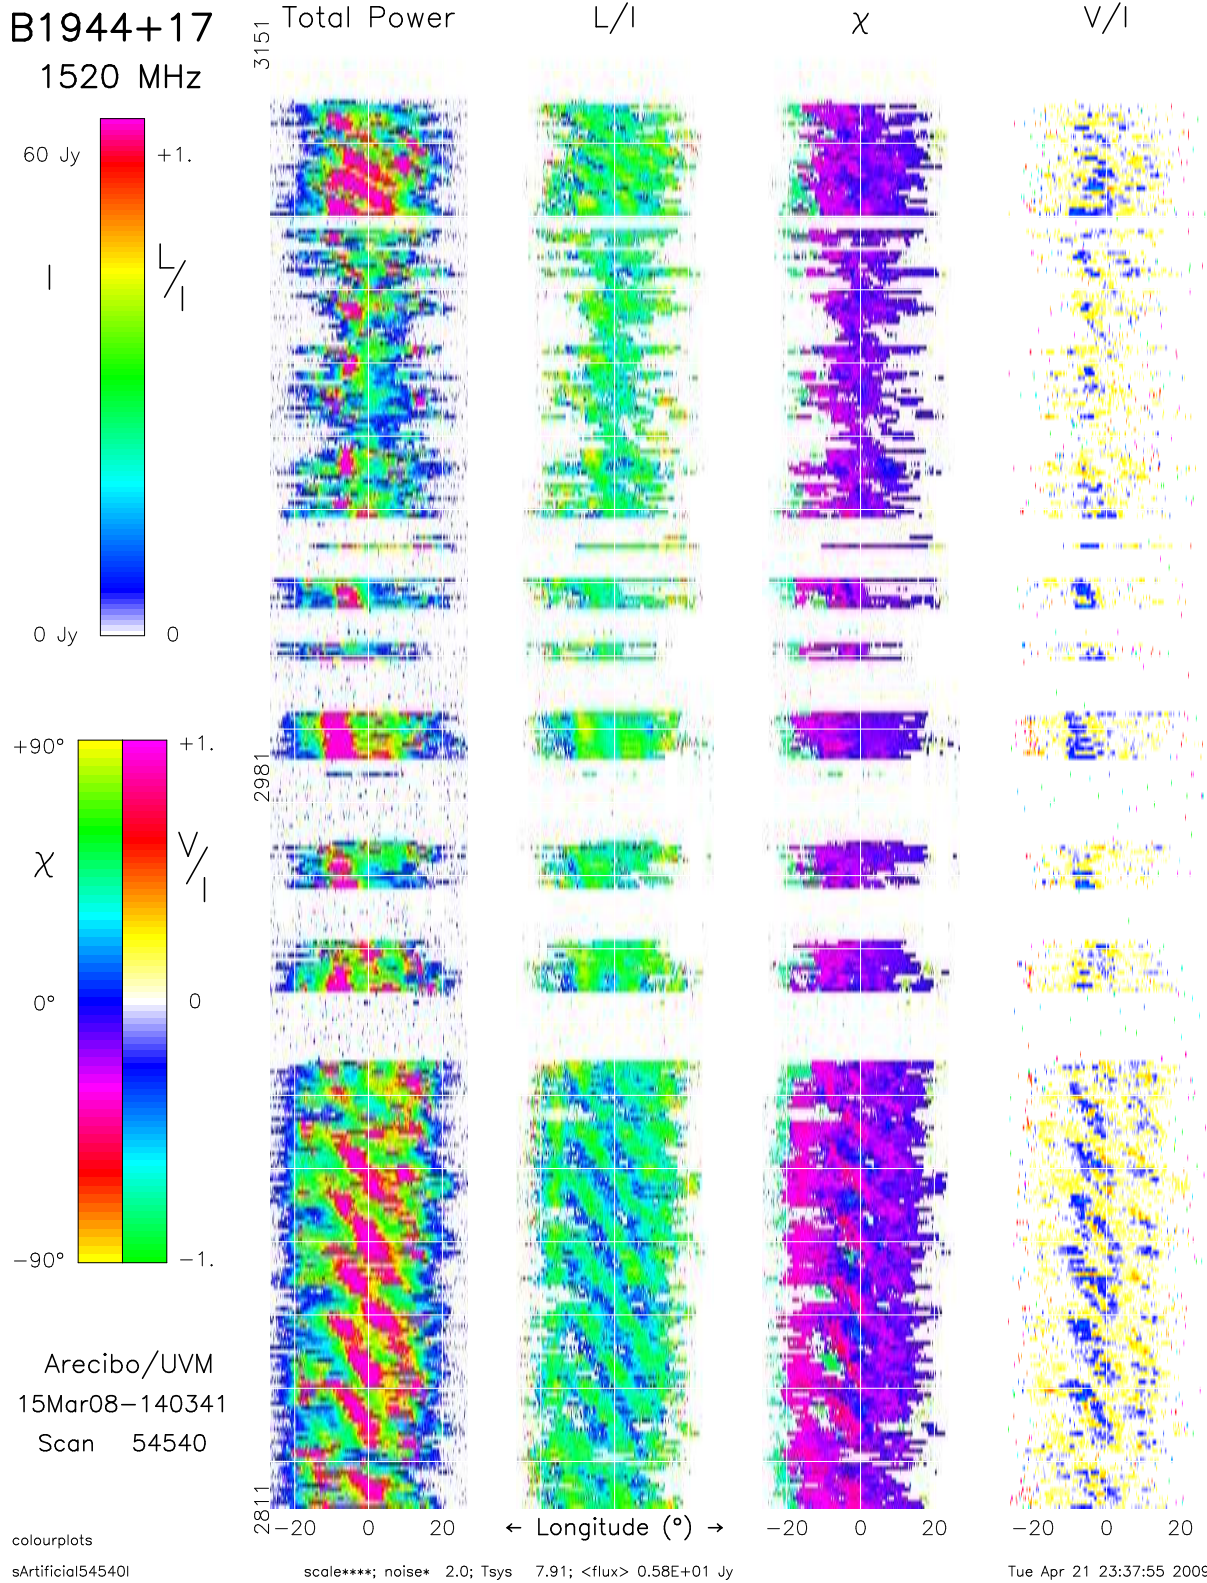 B1944+17
1520 MHz
Total Power
L/I
χ
V/I
60 Jy
+1.
I
L/I
0 Jy
0
+90°
+1.
χ
V/I
0°
0
−90°
−1.
3151
2981
2811
Arecibo/UVM
15Mar08−140341
Scan 54540
−20 0 20
← Longitude (°) →
−20 0 20
−20 0 20
colourplots
sArtificial54540l
scale****; noise* 2.0; Tsys 7.91; <flux> 0.58E+01 Jy
Tue Apr 21 23:37:55 2009